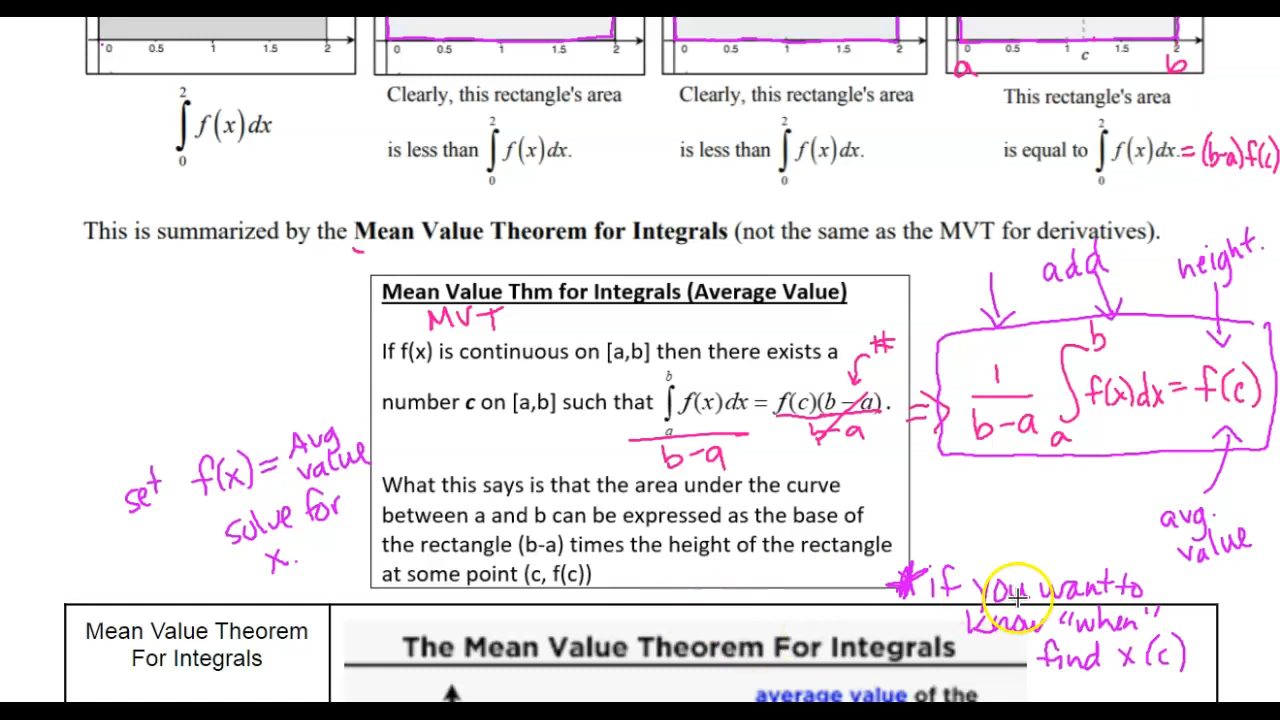 0 0.5 1 1.5 2
0 0.5 1 1.5 2
0 0.5 1 1.5 2
0 0.5 1 1.5 2
c
a b
∫₀² f(x)dx
Clearly, this rectangle's area
is less than ∫₀² f(x)dx.
Clearly, this rectangle's area
is less than ∫₀² f(x)dx.
This rectangle's area
is equal to ∫₀² f(x)dx. = (b-a)f(c)
This is summarized by the Mean Value Theorem for Integrals (not the same as the MVT for derivatives).
Mean Value Thm for Integrals (Average Value)
MVT
If f(x) is continuous on [a,b] then there exists a
number c on [a,b] such that ∫ₐᵇ f(x)dx = f(c)(b – a).
b-a b-a
*
What this says is that the area under the curve
between a and b can be expressed as the base of
the rectangle (b-a) times the height of the rectangle
at some point (c, f(c))
set f(x) = Avg value
solve for
x.
add
height.
=> 1/(b-a) ∫ₐᵇ f(x)dx = f(c)
avg.
value
* if you want to
know "when"
find x (c)
Mean Value Theorem
For Integrals
The Mean Value Theorem For Integrals
average value of the